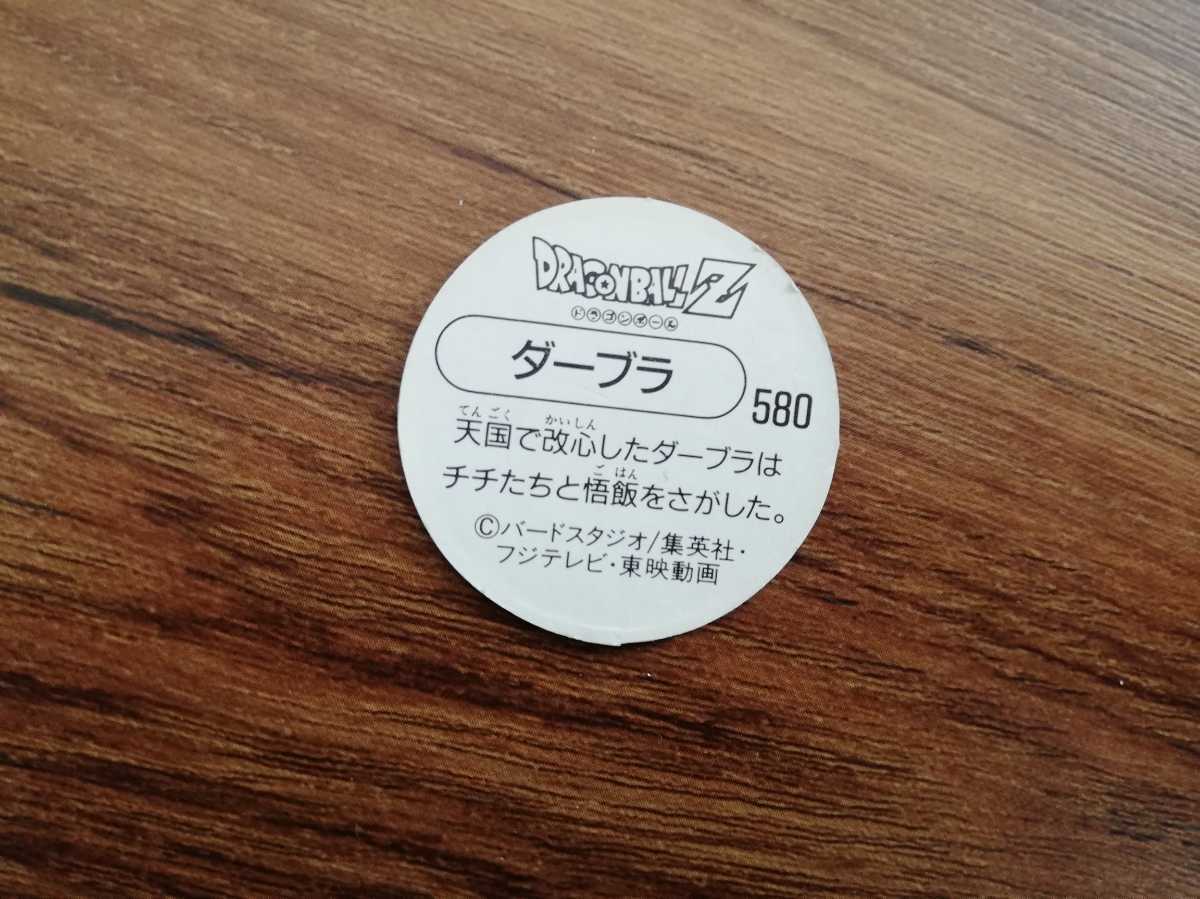 DRAGONBALL Z
ドラゴンボール
ダーブラ
580
てんごく かいしん
天国で改心したダーブラは
ごはん
チチたちと悟飯をさがした。
©バードスタジオ/集英社・
フジテレビ・東映動画